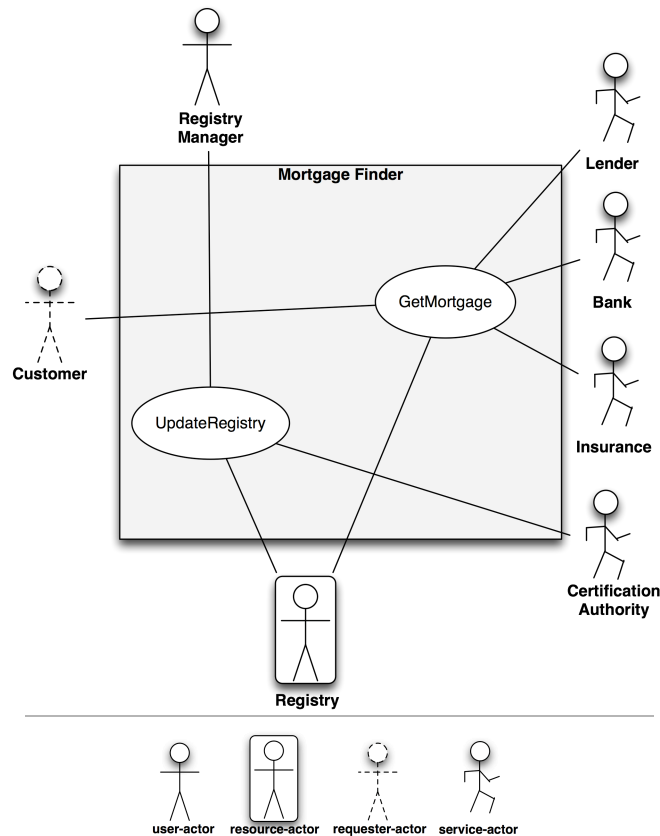 Registry
Manager
Lender
Mortgage Finder
Bank
GetMortgage
Customer
UpdateRegistry
Insurance
Certification
Authority
Registry
user-actor
resource-actor
requester-actor
service-actor